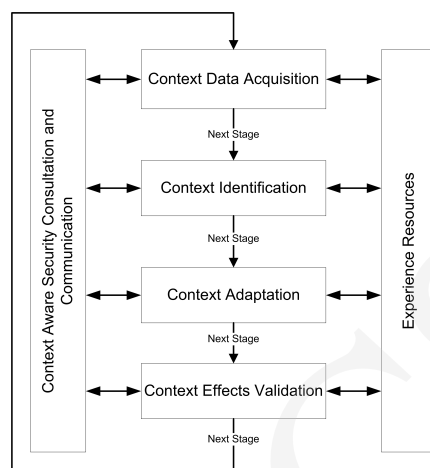 Context Data Acquisition
Next Stage
Context Identification
Next Stage
Context Adaptation
Next Stage
Context Effects Validation
Next Stage
Context Aware Security Consultation and
Communication
Experience Resources